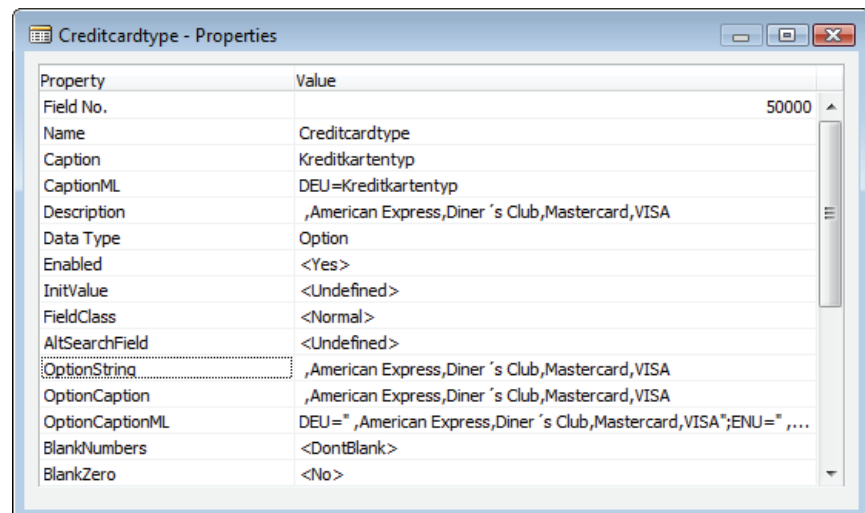 Creditcardtype - Properties
Property Value
Field No. 50000
Name Creditcardtype
Caption Kreditkartentyp
CaptionML DEU=Kreditkartentyp
Description ,American Express,Diner´s Club,Mastercard,VISA
Data Type Option
Enabled <Yes>
InitValue <Undefined>
FieldClass <Normal>
AltSearchField <Undefined>
OptionString ,American Express,Diner´s Club,Mastercard,VISA
OptionCaption ,American Express,Diner´s Club,Mastercard,VISA
OptionCaptionML DEU=" ,American Express,Diner´s Club,Mastercard,VISA";ENU=" ,...
BlankNumbers <DontBlank>
BlankZero <No>